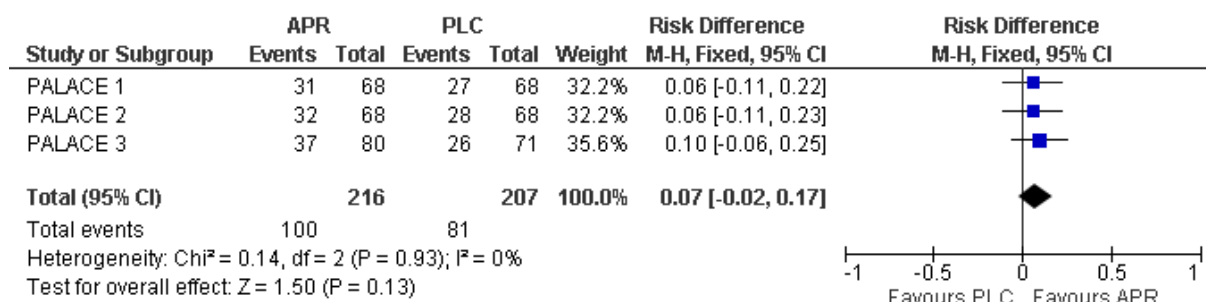 APR PLC Risk Difference Risk Difference
Study or Subgroup Events Total Events Total Weight M-H, Fixed, 95% CI M-H, Fixed, 95% CI
PALACE 1 31 68 27 68 32.2% 0.06 [-0.11, 0.22]
PALACE 2 32 68 28 68 32.2% 0.06 [-0.11, 0.23]
PALACE 3 37 80 26 71 35.6% 0.10 [-0.06, 0.25]
Total (95% CI) 216 207 100.0% 0.07 [-0.02, 0.17]
Total events 100 81
Heterogeneity: Chi² = 0.14, df = 2 (P = 0.93); I² = 0%
Test for overall effect: Z = 1.50 (P = 0.13)
-1 -0.5 0 0.5 1
Favours PLC Favours APR